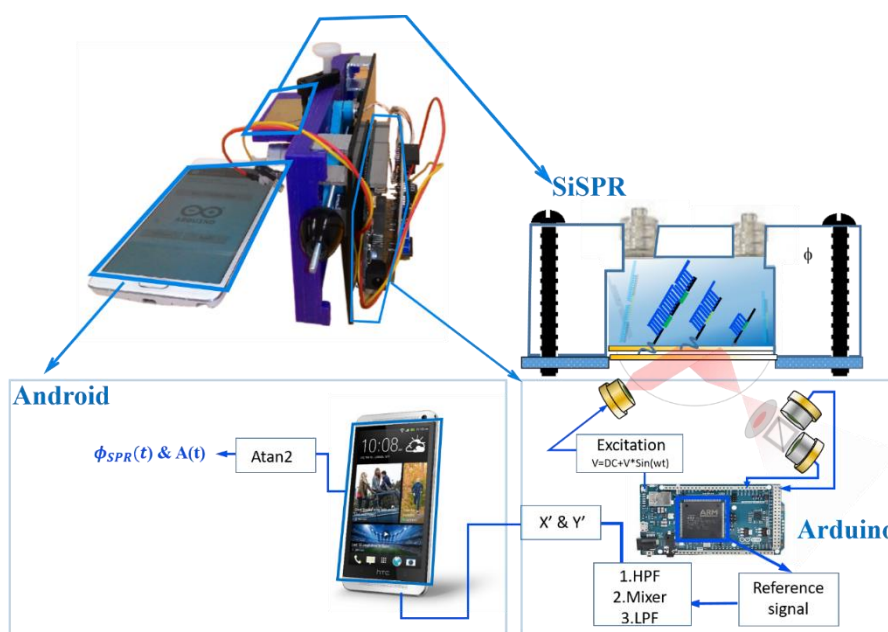 SiSPR
ϕ
Android
ϕ_SPR(t) & A(t)
Atan2
10:08
htc
Excitation
V=DC+V*Sin(wt)
ARM
Arduino
X’ & Y’
1.HPF
2.Mixer
3.LPF
Reference
signal